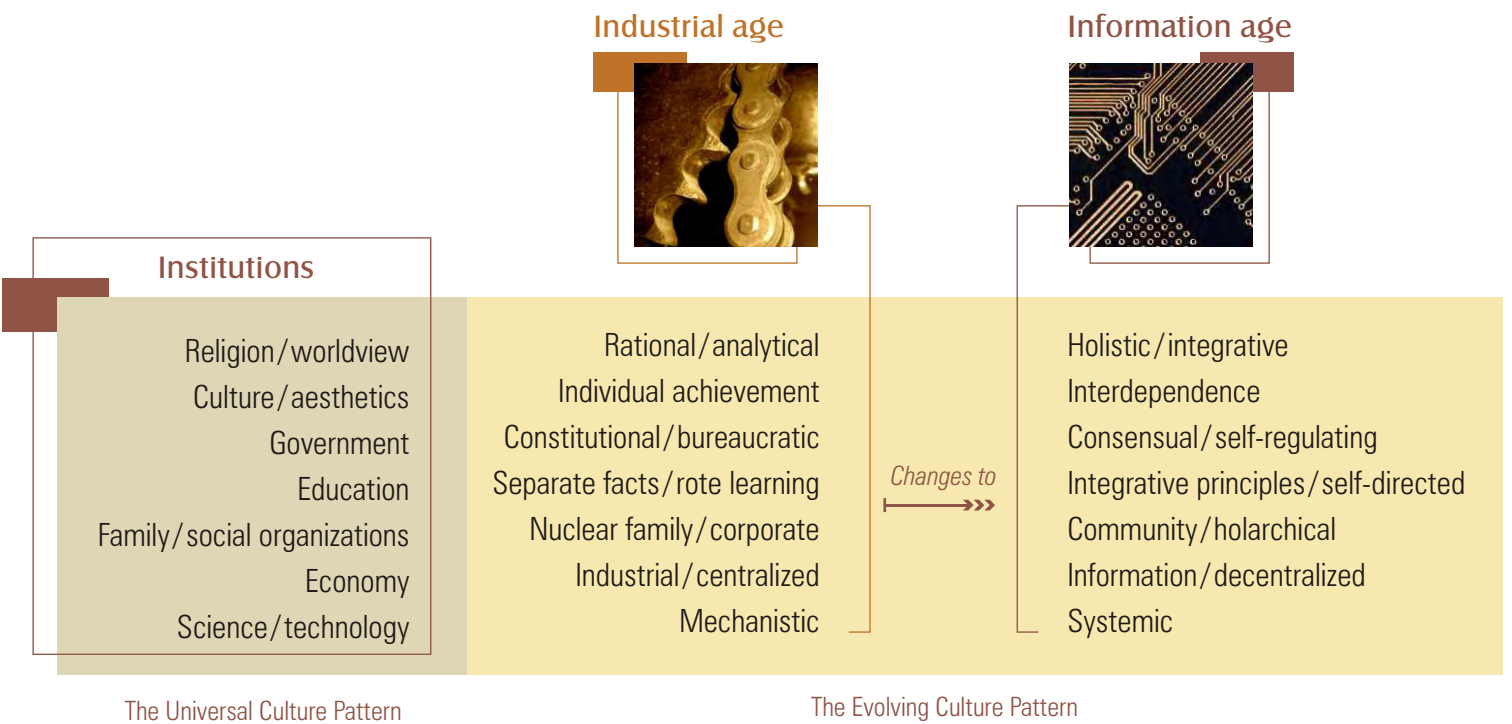 Industrial age
Information age
Institutions
Religion/worldview
Culture/aesthetics
Government
Education
Family/social organizations
Economy
Science/technology
Rational/analytical
Individual achievement
Constitutional/bureaucratic
Separate facts/rote learning
Nuclear family/corporate
Industrial/centralized
Mechanistic
Changes to
Holistic/integrative
Interdependence
Consensual/self-regulating
Integrative principles/self-directed
Community/holarchical
Information/decentralized
Systemic
The Universal Culture Pattern
The Evolving Culture Pattern